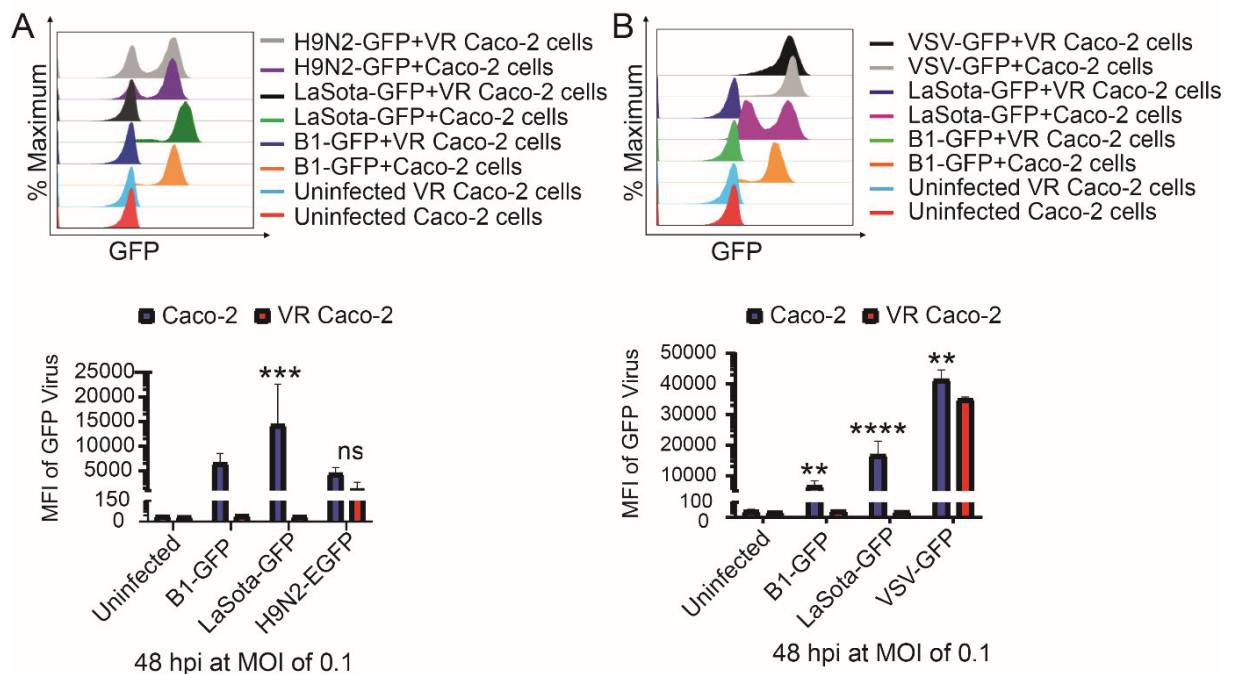 A
% Maximum
GFP
H9N2-GFP+VR Caco-2 cells
H9N2-GFP+Caco-2 cells
LaSota-GFP+VR Caco-2 cells
LaSota-GFP+Caco-2 cells
B1-GFP+VR Caco-2 cells
B1-GFP+Caco-2 cells
Uninfected VR Caco-2 cells
Uninfected Caco-2 cells
B
% Maximum
GFP
VSV-GFP+VR Caco-2 cells
VSV-GFP+Caco-2 cells
LaSota-GFP+VR Caco-2 cells
LaSota-GFP+Caco-2 cells
B1-GFP+VR Caco-2 cells
B1-GFP+Caco-2 cells
Uninfected VR Caco-2 cells
Uninfected Caco-2 cells
Caco-2 VR Caco-2
MFI of GFP Virus
25000
20000
15000
10000
5000
150
0
***
ns
Uninfected
B1-GFP
LaSota-GFP
H9N2-EGFP
48 hpi at MOI of 0.1
Caco-2 VR Caco-2
MFI of GFP Virus
50000
40000
30000
20000
10000
100
0
**
****
**
Uninfected
B1-GFP
LaSota-GFP
VSV-GFP
48 hpi at MOI of 0.1